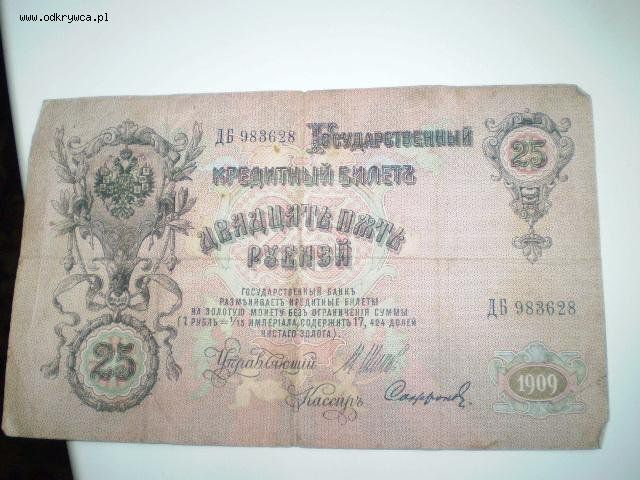 www.odkrywca.pl
ДБ 983628 Государственный
25
Кредитный Билетъ
Двадцать пять
рублей
Государственный Банкъ
размѣниваетъ кредитные билеты
на золотую монету безъ ограниченія суммы
(1 рубль = 1/15 имперіала, содержитъ 17,424 долей
чистаго золота).
ДБ 983628
25
Управляющій
Кассиръ
1909